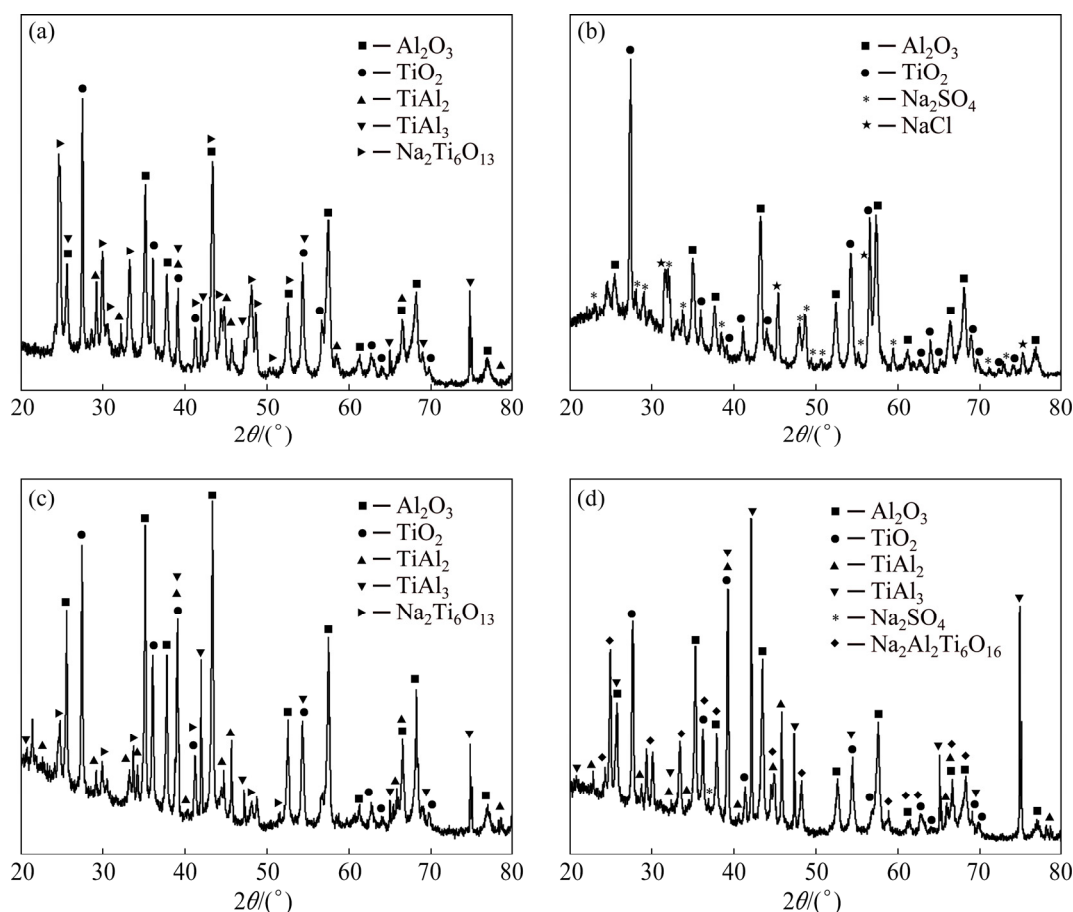 (a)
■ — Al₂O₃
● — TiO₂
▲ — TiAl₂
▼ — TiAl₃
▶ — Na₂Ti₆O₁₃
20 30 40 50 60 70 80
2θ/(°)
(b)
■ — Al₂O₃
● — TiO₂
* — Na₂SO₄
★ — NaCl
20 30 40 50 60 70 80
2θ/(°)
(c)
■ — Al₂O₃
● — TiO₂
▲ — TiAl₂
▼ — TiAl₃
▶ — Na₂Ti₆O₁₃
20 30 40 50 60 70 80
2θ/(°)
(d)
■ — Al₂O₃
● — TiO₂
▲ — TiAl₂
▼ — TiAl₃
* — Na₂SO₄
◆ — Na₂Al₂Ti₆O₁₆
20 30 40 50 60 70 80
2θ/(°)